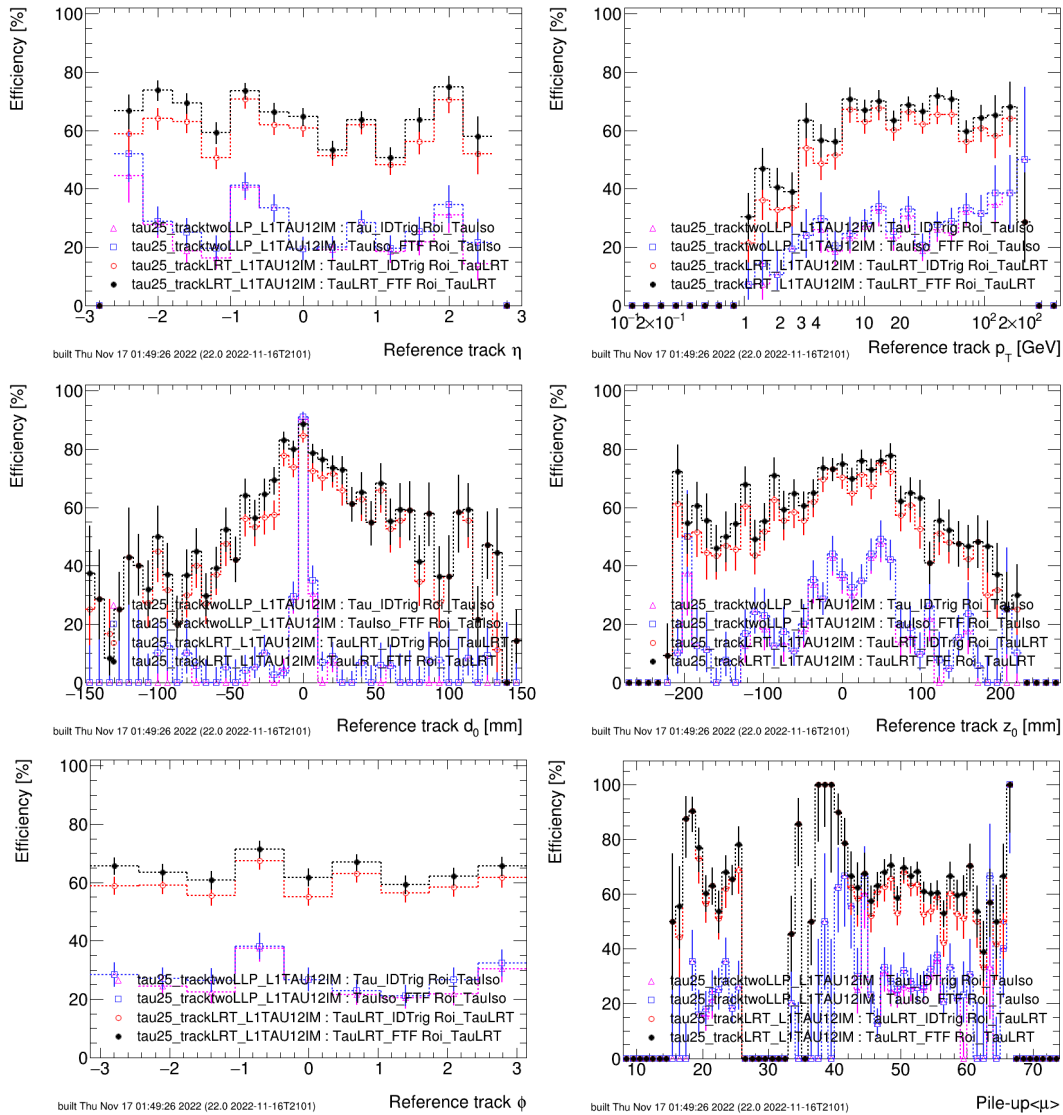 Efficiency [%]
100
80
60
40
20
0
tau25_tracktwoLLP_L1TAU12IM : Tau_IDTrig Roi_TauIso
tau25_tracktwoLLP_L1TAU12IM : TauIso_FTF Roi_TauIso
tau25_trackLRT_L1TAU12IM : TauLRT_IDTrig Roi_TauLRT
tau25_trackLRT_L1TAU12IM : TauLRT_FTF Roi_TauLRT
−3 −2 −1 0 1 2 3
Reference track η
built Thu Nov 17 01:49:26 2022 (22.0 2022-11-16T2101)
Efficiency [%]
100
80
60
40
20
0
tau25_tracktwoLLP_L1TAU12IM : Tau_IDTrig Roi_TauIso
tau25_tracktwoLLP_L1TAU12IM : TauIso_FTF Roi_TauIso
tau25_trackLRT_L1TAU12IM : TauLRT_IDTrig Roi_TauLRT
tau25_trackLRT_L1TAU12IM : TauLRT_FTF Roi_TauLRT
10⁻¹ 2×10⁻¹ 1 2 3 4 10 20 10² 2×10²
Reference track p_T [GeV]
built Thu Nov 17 01:49:26 2022 (22.0 2022-11-16T2101)
Efficiency [%]
100
80
60
40
20
0
tau25_tracktwoLLP_L1TAU12IM : Tau_IDTrig Roi_TauIso
tau25_tracktwoLLP_L1TAU12IM : TauIso_FTF Roi_TauIso
tau25_trackLRT_L1TAU12IM : TauLRT_IDTrig Roi_TauLRT
tau25_trackLRT_L1TAU12IM : TauLRT_FTF Roi_TauLRT
−150 −100 −50 0 50 100 150
Reference track d₀ [mm]
built Thu Nov 17 01:49:26 2022 (22.0 2022-11-16T2101)
Efficiency [%]
100
80
60
40
20
0
tau25_tracktwoLLP_L1TAU12IM : Tau_IDTrig Roi_TauIso
tau25_tracktwoLLP_L1TAU12IM : TauIso_FTF Roi_TauIso
tau25_trackLRT_L1TAU12IM : TauLRT_IDTrig Roi_TauLRT
tau25_trackLRT_L1TAU12IM : TauLRT_FTF Roi_TauLRT
−200 −100 0 100 200
Reference track z₀ [mm]
built Thu Nov 17 01:49:26 2022 (22.0 2022-11-16T2101)
Efficiency [%]
100
80
60
40
20
0
tau25_tracktwoLLP_L1TAU12IM : Tau_IDTrig Roi_TauIso
tau25_tracktwoLLP_L1TAU12IM : TauIso_FTF Roi_TauIso
tau25_trackLRT_L1TAU12IM : TauLRT_IDTrig Roi_TauLRT
tau25_trackLRT_L1TAU12IM : TauLRT_FTF Roi_TauLRT
−3 −2 −1 0 1 2 3
Reference track ϕ
built Thu Nov 17 01:49:26 2022 (22.0 2022-11-16T2101)
Efficiency [%]
100
80
60
40
20
0
tau25_tracktwoLLP_L1TAU12IM : Tau_IDTrig Roi_TauIso
tau25_tracktwoLLP_L1TAU12IM : TauIso_FTF Roi_TauIso
tau25_trackLRT_L1TAU12IM : TauLRT_IDTrig Roi_TauLRT
tau25_trackLRT_L1TAU12IM : TauLRT_FTF Roi_TauLRT
10 20 30 40 50 60 70
Pile-up<μ>
built Thu Nov 17 01:49:26 2022 (22.0 2022-11-16T2101)